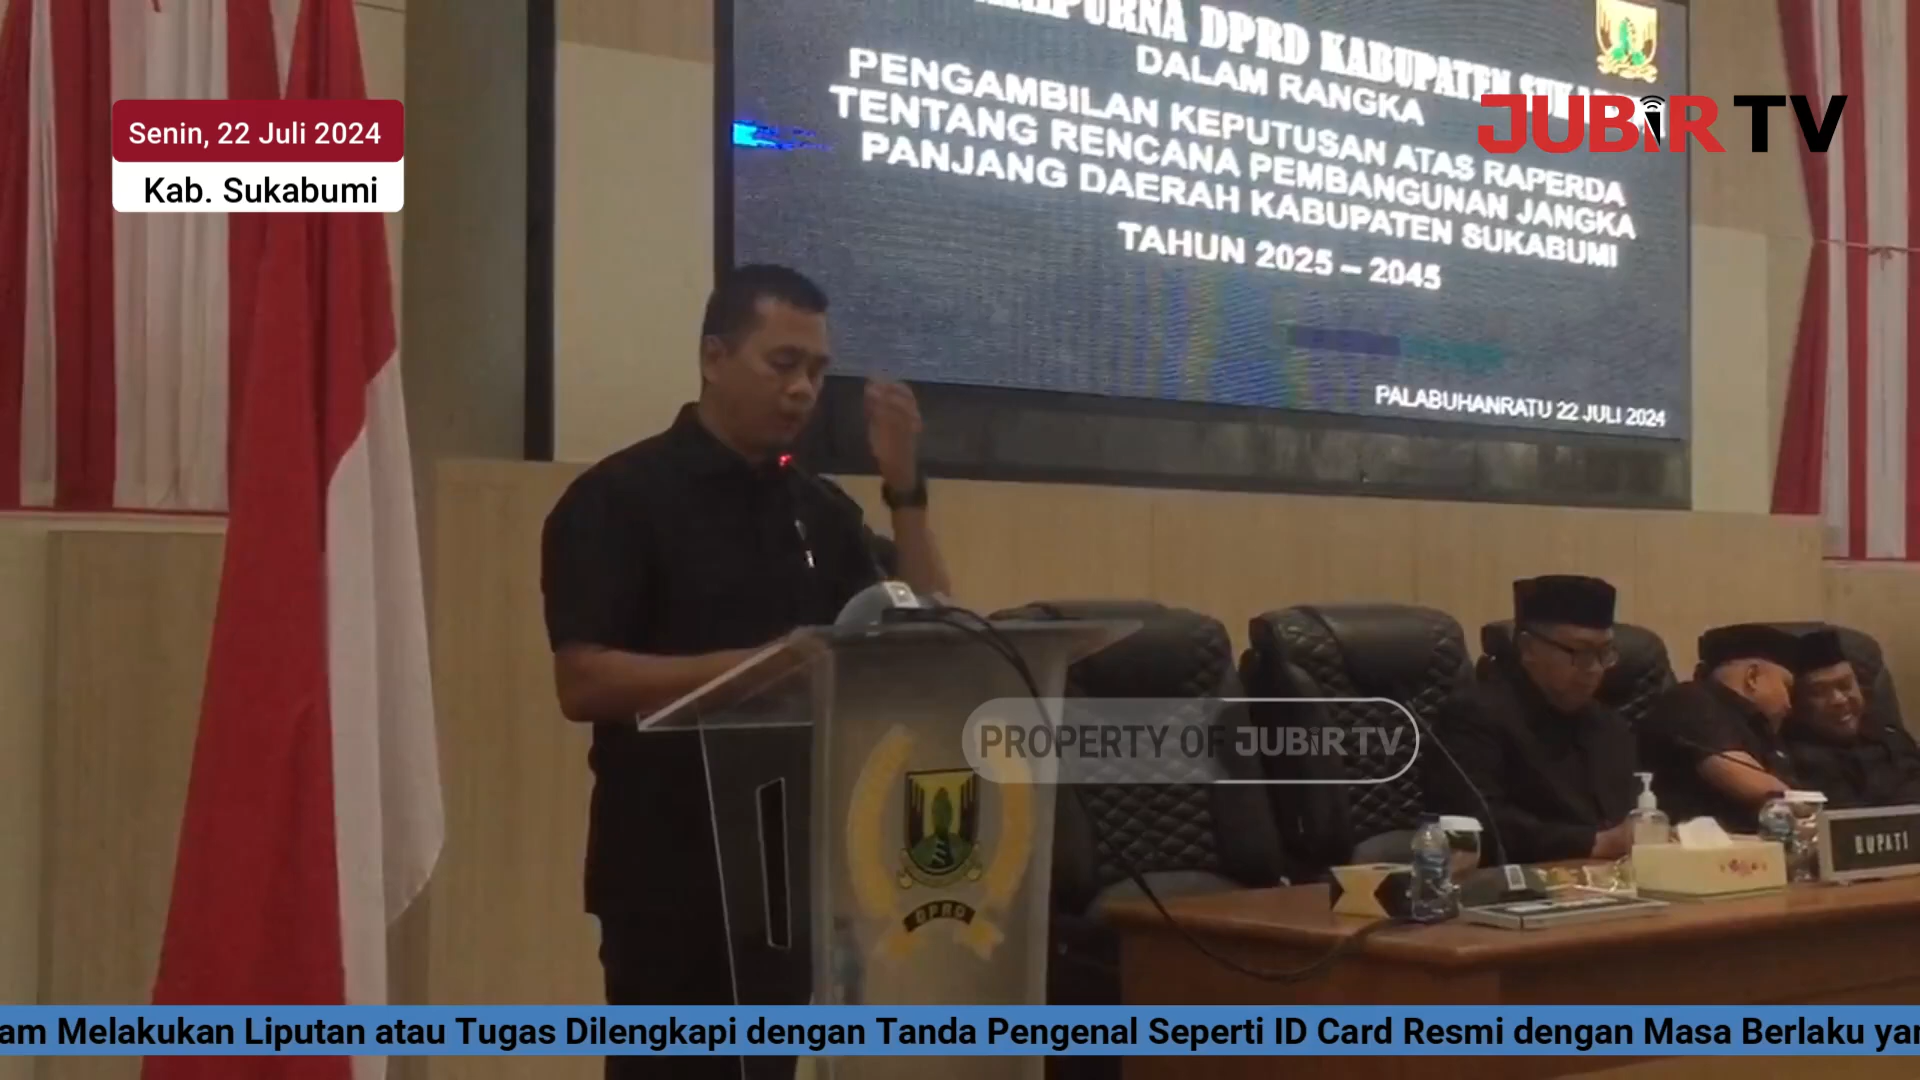 DPRD KABUPATEN
DALAM RANGKA
PENGAMBILAN KEPUTUSAN ATAS RAPERDA
TENTANG RENCANA PEMBANGUNAN JANGKA
PANJANG DAERAH KABUPATEN SUKABUMI
TAHUN 2025 – 2045
PALABUHANRATU 22 JULI 2024
JUBIR TV
Senin, 22 Juli 2024
Kab. Sukabumi
PROPERTY OF JUBIR TV
DPRD
BUPATI
Melakukan Liputan atau Tugas Dilengkapi dengan Tanda Pengenal Seperti ID Card Resmi dengan Masa Berlaku